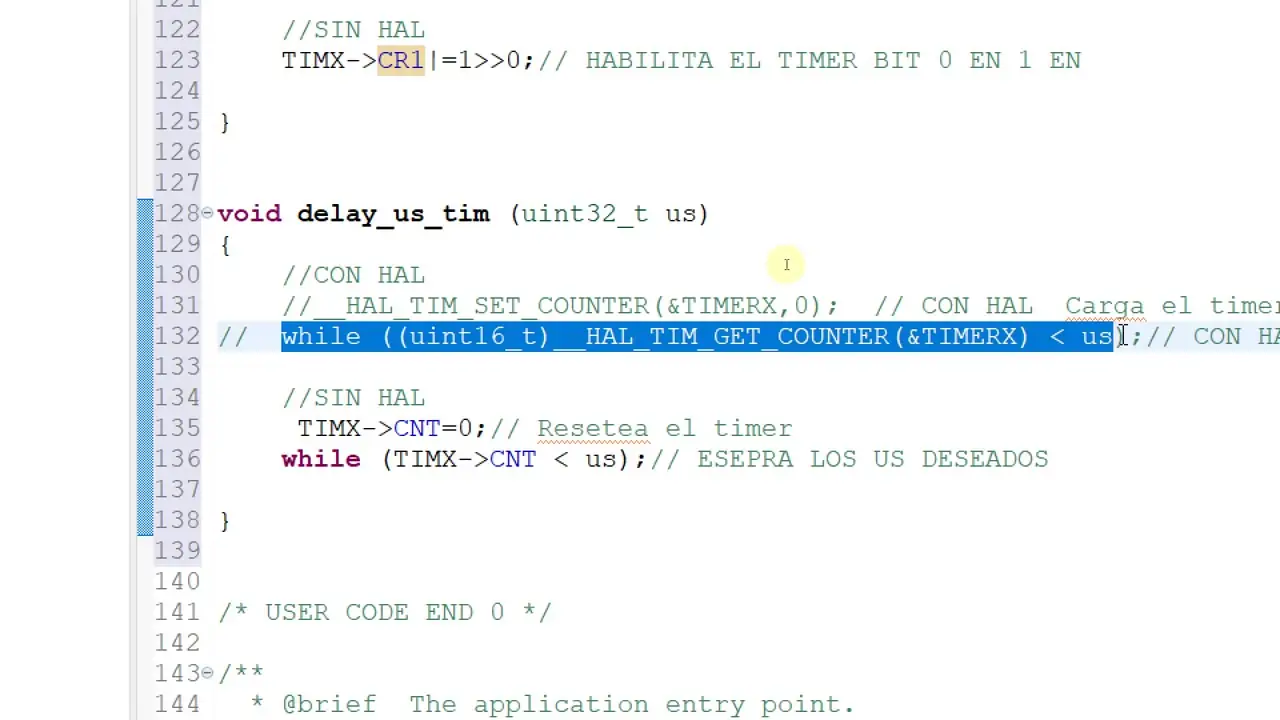 121
122 //SIN HAL
123 TIMX->CR1|=1>>0;// HABILITA EL TIMER BIT 0 EN 1 EN
124
125 }
126
127
128 void delay_us_tim (uint32_t us)
129 {
130 //CON HAL
131 //__HAL_TIM_SET_COUNTER(&TIMERX,0); // CON HAL Carga el timer
132 // while ((uint16_t)__HAL_TIM_GET_COUNTER(&TIMERX) < us);// CON HA
133
134 //SIN HAL
135 TIMX->CNT=0;// Resetea el timer
136 while (TIMX->CNT < us);// ESEPRA LOS US DESEADOS
137
138 }
139
140
141 /* USER CODE END 0 */
142
143 /**
144 * @brief The application entry point.